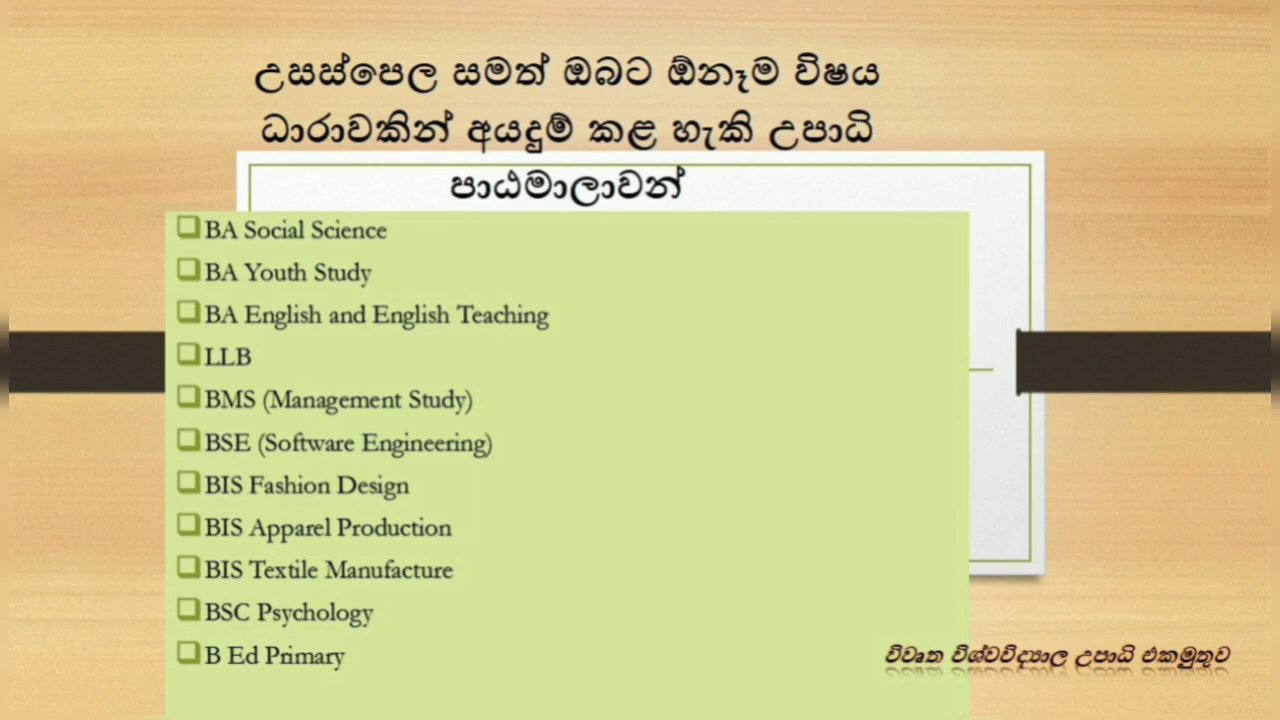 උසස්පෙල සමත් ඔබට ඕනෑම විෂය
ධාරාවකින් අයදුම් කළ හැකි උපාධි
පාඨමාලාවන්
BA Social Science
BA Youth Study
BA English and English Teaching
LLB
BMS (Management Study)
BSE (Software Engineering)
BIS Fashion Design
BIS Apparel Production
BIS Textile Manufacture
BSC Psychology
B Ed Primary
විවෘත විශ්වවිද්‍යාල උපාධි එකමුතුව